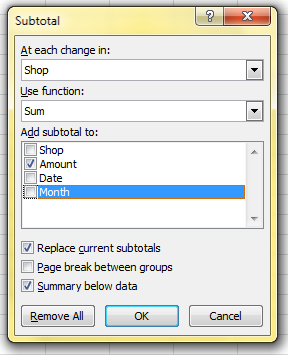 Subtotal
At each change in:
Shop
Use function:
Sum
Add subtotal to:
Shop
Amount
Date
Month
Replace current subtotals
Page break between groups
Summary below data
Remove All OK Cancel